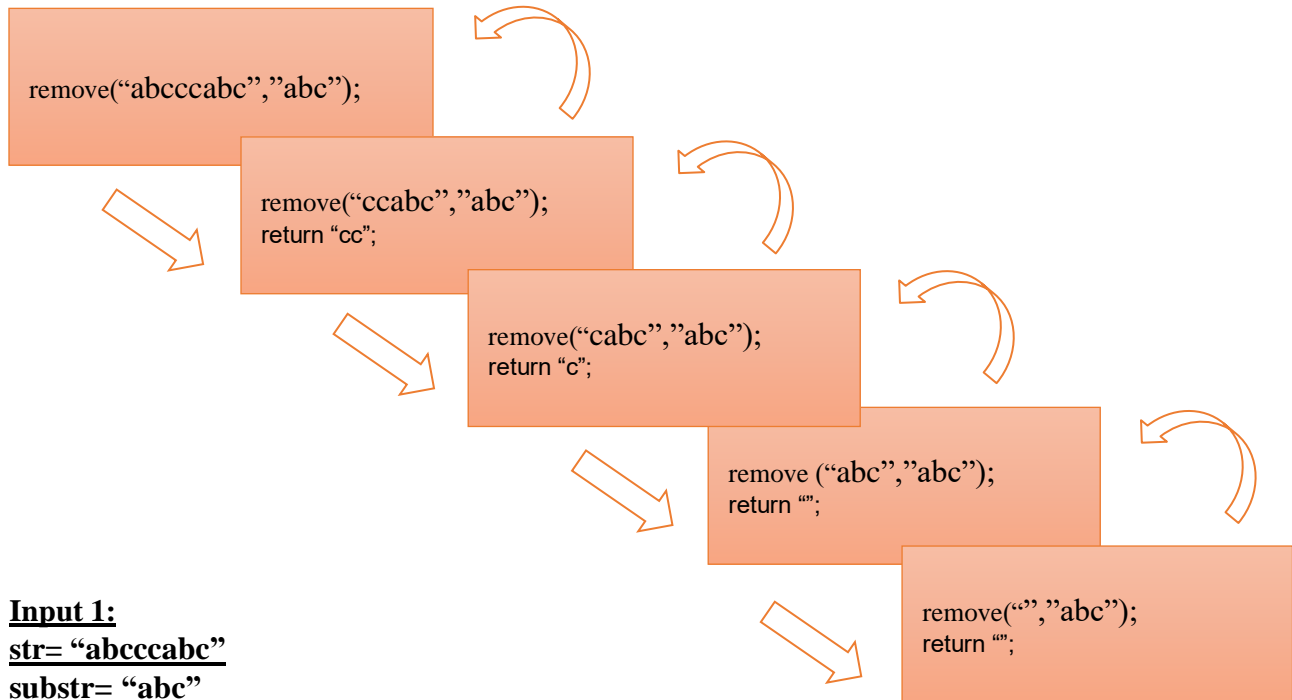 remove(“abcccabc”,”abc”);
remove(“ccabc”,”abc”);
return “cc”;
remove(“cabc”,”abc”);
return “c”;
remove (“abc”,”abc”);
return “”;
remove(“”,”abc”);
return “”;
Input 1:
str= “abcccabc”
substr= “abc”